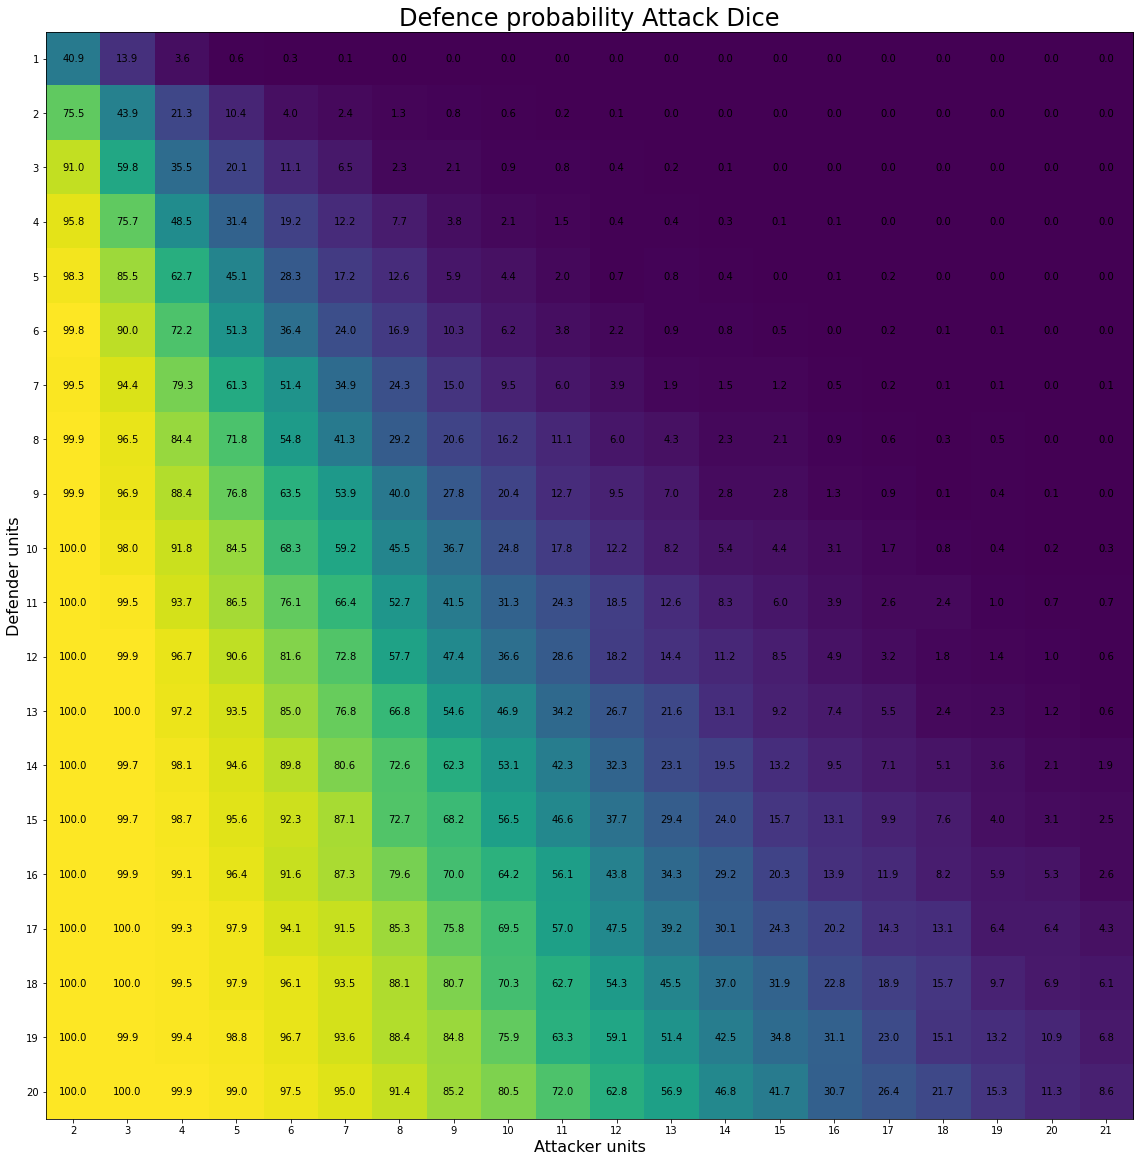 Defence probability Attack Dice
1 40.9 13.9 3.6 0.6 0.3 0.1 0.0 0.0 0.0 0.0 0.0 0.0 0.0 0.0 0.0 0.0 0.0 0.0 0.0 0.0
2 75.5 43.9 21.3 10.4 4.0 2.4 1.3 0.8 0.6 0.2 0.1 0.0 0.0 0.0 0.0 0.0 0.0 0.0 0.0 0.0
3 91.0 59.8 35.5 20.1 11.1 6.5 2.3 2.1 0.9 0.8 0.4 0.2 0.1 0.0 0.0 0.0 0.0 0.0 0.0 0.0
4 95.8 75.7 48.5 31.4 19.2 12.2 7.7 3.8 2.1 1.5 0.4 0.4 0.3 0.1 0.1 0.0 0.0 0.0 0.0 0.0
5 98.3 85.5 62.7 45.1 28.3 17.2 12.6 5.9 4.4 2.0 0.7 0.8 0.4 0.0 0.1 0.2 0.0 0.0 0.0 0.0
6 99.8 90.0 72.2 51.3 36.4 24.0 16.9 10.3 6.2 3.8 2.2 0.9 0.8 0.5 0.0 0.2 0.1 0.1 0.0 0.0
7 99.5 94.4 79.3 61.3 51.4 34.9 24.3 15.0 9.5 6.0 3.9 1.9 1.5 1.2 0.5 0.2 0.1 0.1 0.0 0.1
8 99.9 96.5 84.4 71.8 54.8 41.3 29.2 20.6 16.2 11.1 6.0 4.3 2.3 2.1 0.9 0.6 0.3 0.5 0.0 0.0
9 99.9 96.9 88.4 76.8 63.5 53.9 40.0 27.8 20.4 12.7 9.5 7.0 2.8 2.8 1.3 0.9 0.1 0.4 0.1 0.0
10 100.0 98.0 91.8 84.5 68.3 59.2 45.5 36.7 24.8 17.8 12.2 8.2 5.4 4.4 3.1 1.7 0.8 0.4 0.2 0.3
11 100.0 99.5 93.7 86.5 76.1 66.4 52.7 41.5 31.3 24.3 18.5 12.6 8.3 6.0 3.9 2.6 2.4 1.0 0.7 0.7
12 100.0 99.9 96.7 90.6 81.6 72.8 57.7 47.4 36.6 28.6 18.2 14.4 11.2 8.5 4.9 3.2 1.8 1.4 1.0 0.6
13 100.0 100.0 97.2 93.5 85.0 76.8 66.8 54.6 46.9 34.2 26.7 21.6 13.1 9.2 7.4 5.5 2.4 2.3 1.2 0.6
14 100.0 99.7 98.1 94.6 89.8 80.6 72.6 62.3 53.1 42.3 32.3 23.1 19.5 13.2 9.5 7.1 5.1 3.6 2.1 1.9
15 100.0 99.7 98.7 95.6 92.3 87.1 72.7 68.2 56.5 46.6 37.7 29.4 24.0 15.7 13.1 9.9 7.6 4.0 3.1 2.5
16 100.0 99.9 99.1 96.4 91.6 87.3 79.6 70.0 64.2 56.1 43.8 34.3 29.2 20.3 13.9 11.9 8.2 5.9 5.3 2.6
17 100.0 100.0 99.3 97.9 94.1 91.5 85.3 75.8 69.5 57.0 47.5 39.2 30.1 24.3 20.2 14.3 13.1 6.4 6.4 4.3
18 100.0 100.0 99.5 97.9 96.1 93.5 88.1 80.7 70.3 62.7 54.3 45.5 37.0 31.9 22.8 18.9 15.7 9.7 6.9 6.1
19 100.0 99.9 99.4 98.8 96.7 93.6 88.4 84.8 75.9 63.3 59.1 51.4 42.5 34.8 31.1 23.0 15.1 13.2 10.9 6.8
20 100.0 100.0 99.9 99.0 97.5 95.0 91.4 85.2 80.5 72.0 62.8 56.9 46.8 41.7 30.7 26.4 21.7 15.3 11.3 8.6
2 3 4 5 6 7 8 9 10 11 12 13 14 15 16 17 18 19 20 21
Attacker units
Defender units